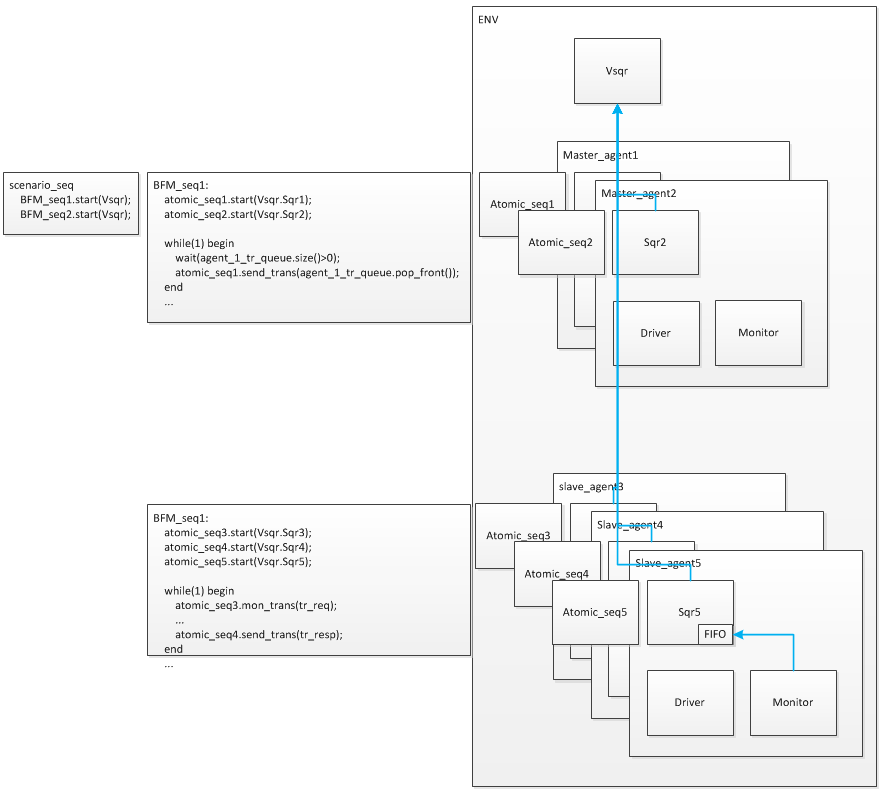 ENV
Vsqr
Master_agent1
Master_agent2
Atomic_seq1
Atomic_seq2
Sqr2
Driver
Monitor
scenario_seq
BFM_seq1.start(Vsqr);
BFM_seq2.start(Vsqr);
BFM_seq1:
atomic_seq1.start(Vsqr.Sqr1);
atomic_seq2.start(Vsqr.Sqr2);
while(1) begin
wait(agent_1_tr_queue.size()>0);
atomic_seq1.send_trans(agent_1_tr_queue.pop_front());
end
...
slave_agent3
Slave_agent4
Slave_agent5
Atomic_seq3
Atomic_seq4
Atomic_seq5
Sqr5
FIFO
Driver
Monitor
BFM_seq1:
atomic_seq3.start(Vsqr.Sqr3);
atomic_seq4.start(Vsqr.Sqr4);
atomic_seq5.start(Vsqr.Sqr5);
while(1) begin
atomic_seq3.mon_trans(tr_req);
...
atomic_seq4.send_trans(tr_resp);
end
...